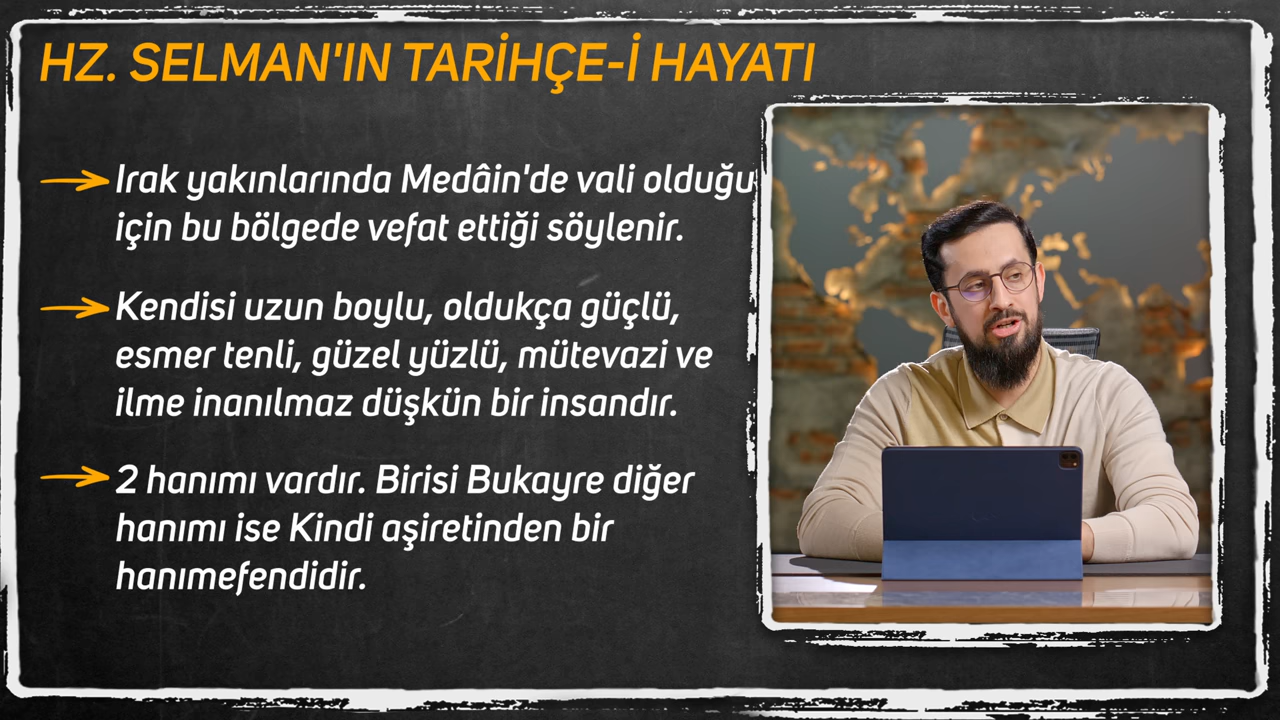 HZ. SELMAN'IN TARİHÇE-İ HAYATI
Irak yakınlarında Medâin'de vali olduğu
için bu bölgede vefat ettiği söylenir.
Kendisi uzun boylu, oldukça güçlü,
esmer tenli, güzel yüzlü, mütevazi ve
ilme inanılmaz düşkün bir insandır.
2 hanımı vardır. Birisi Bukayre diğer
hanımı ise Kindi aşiretinden bir
hanımefendidir.